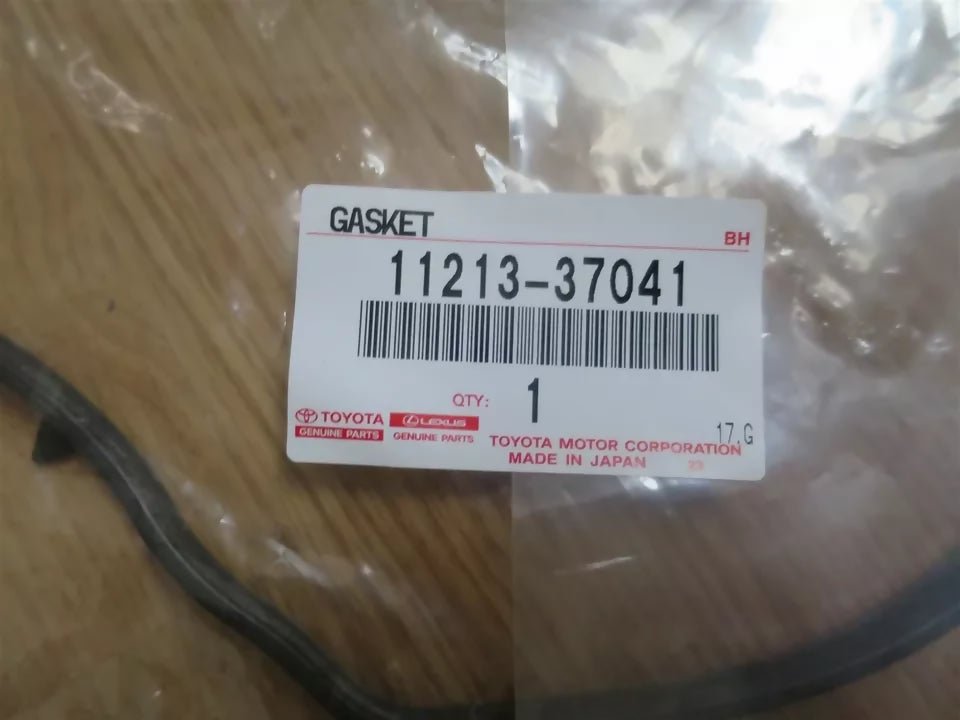 GASKET
BH
11213-37041
QTY: 1
TOYOTA LEXUS
GENUINE PARTS GENUINE PARTS
17.G
TOYOTA MOTOR CORPORATION
MADE IN JAPAN 23